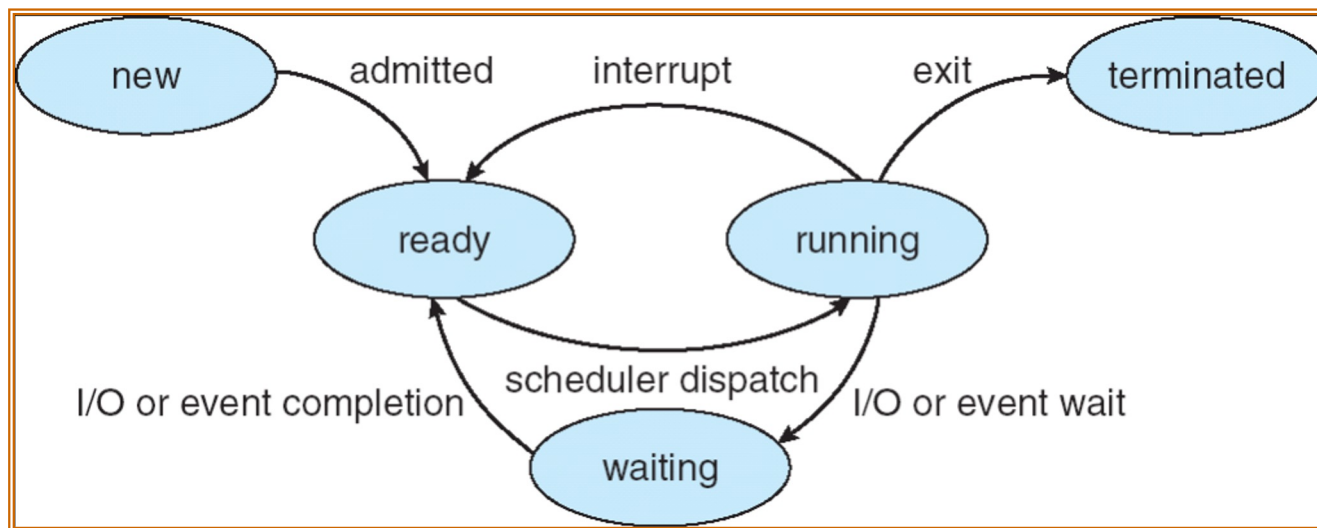 new
admitted
interrupt
exit
terminated
ready
running
scheduler dispatch
I/O or event completion
I/O or event wait
waiting